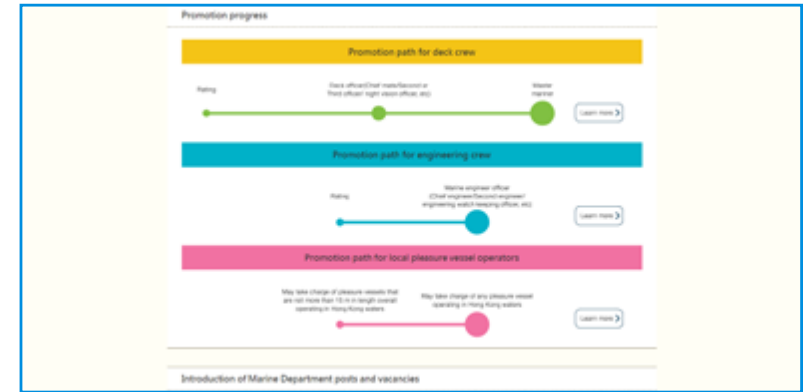 Promotion progress
Promotion path for deck crew
Rating
Deck officer(Chief mate/Second or
Third officer/ night vision officer, etc)
Master
mariner
Learn more
Promotion path for engineering crew
Rating
Marine engineer officer
(Chief engineer/Second engineer/
engineering watch keeping officer, etc)
Learn more
Promotion path for local pleasure vessel operators
May take charge of pleasure vessels that
are not more than 15 m in length overall
operating in Hong Kong waters
May take charge of any pleasure vessel
operating in Hong Kong waters
Learn more
Introduction of Marine Department posts and vacancies